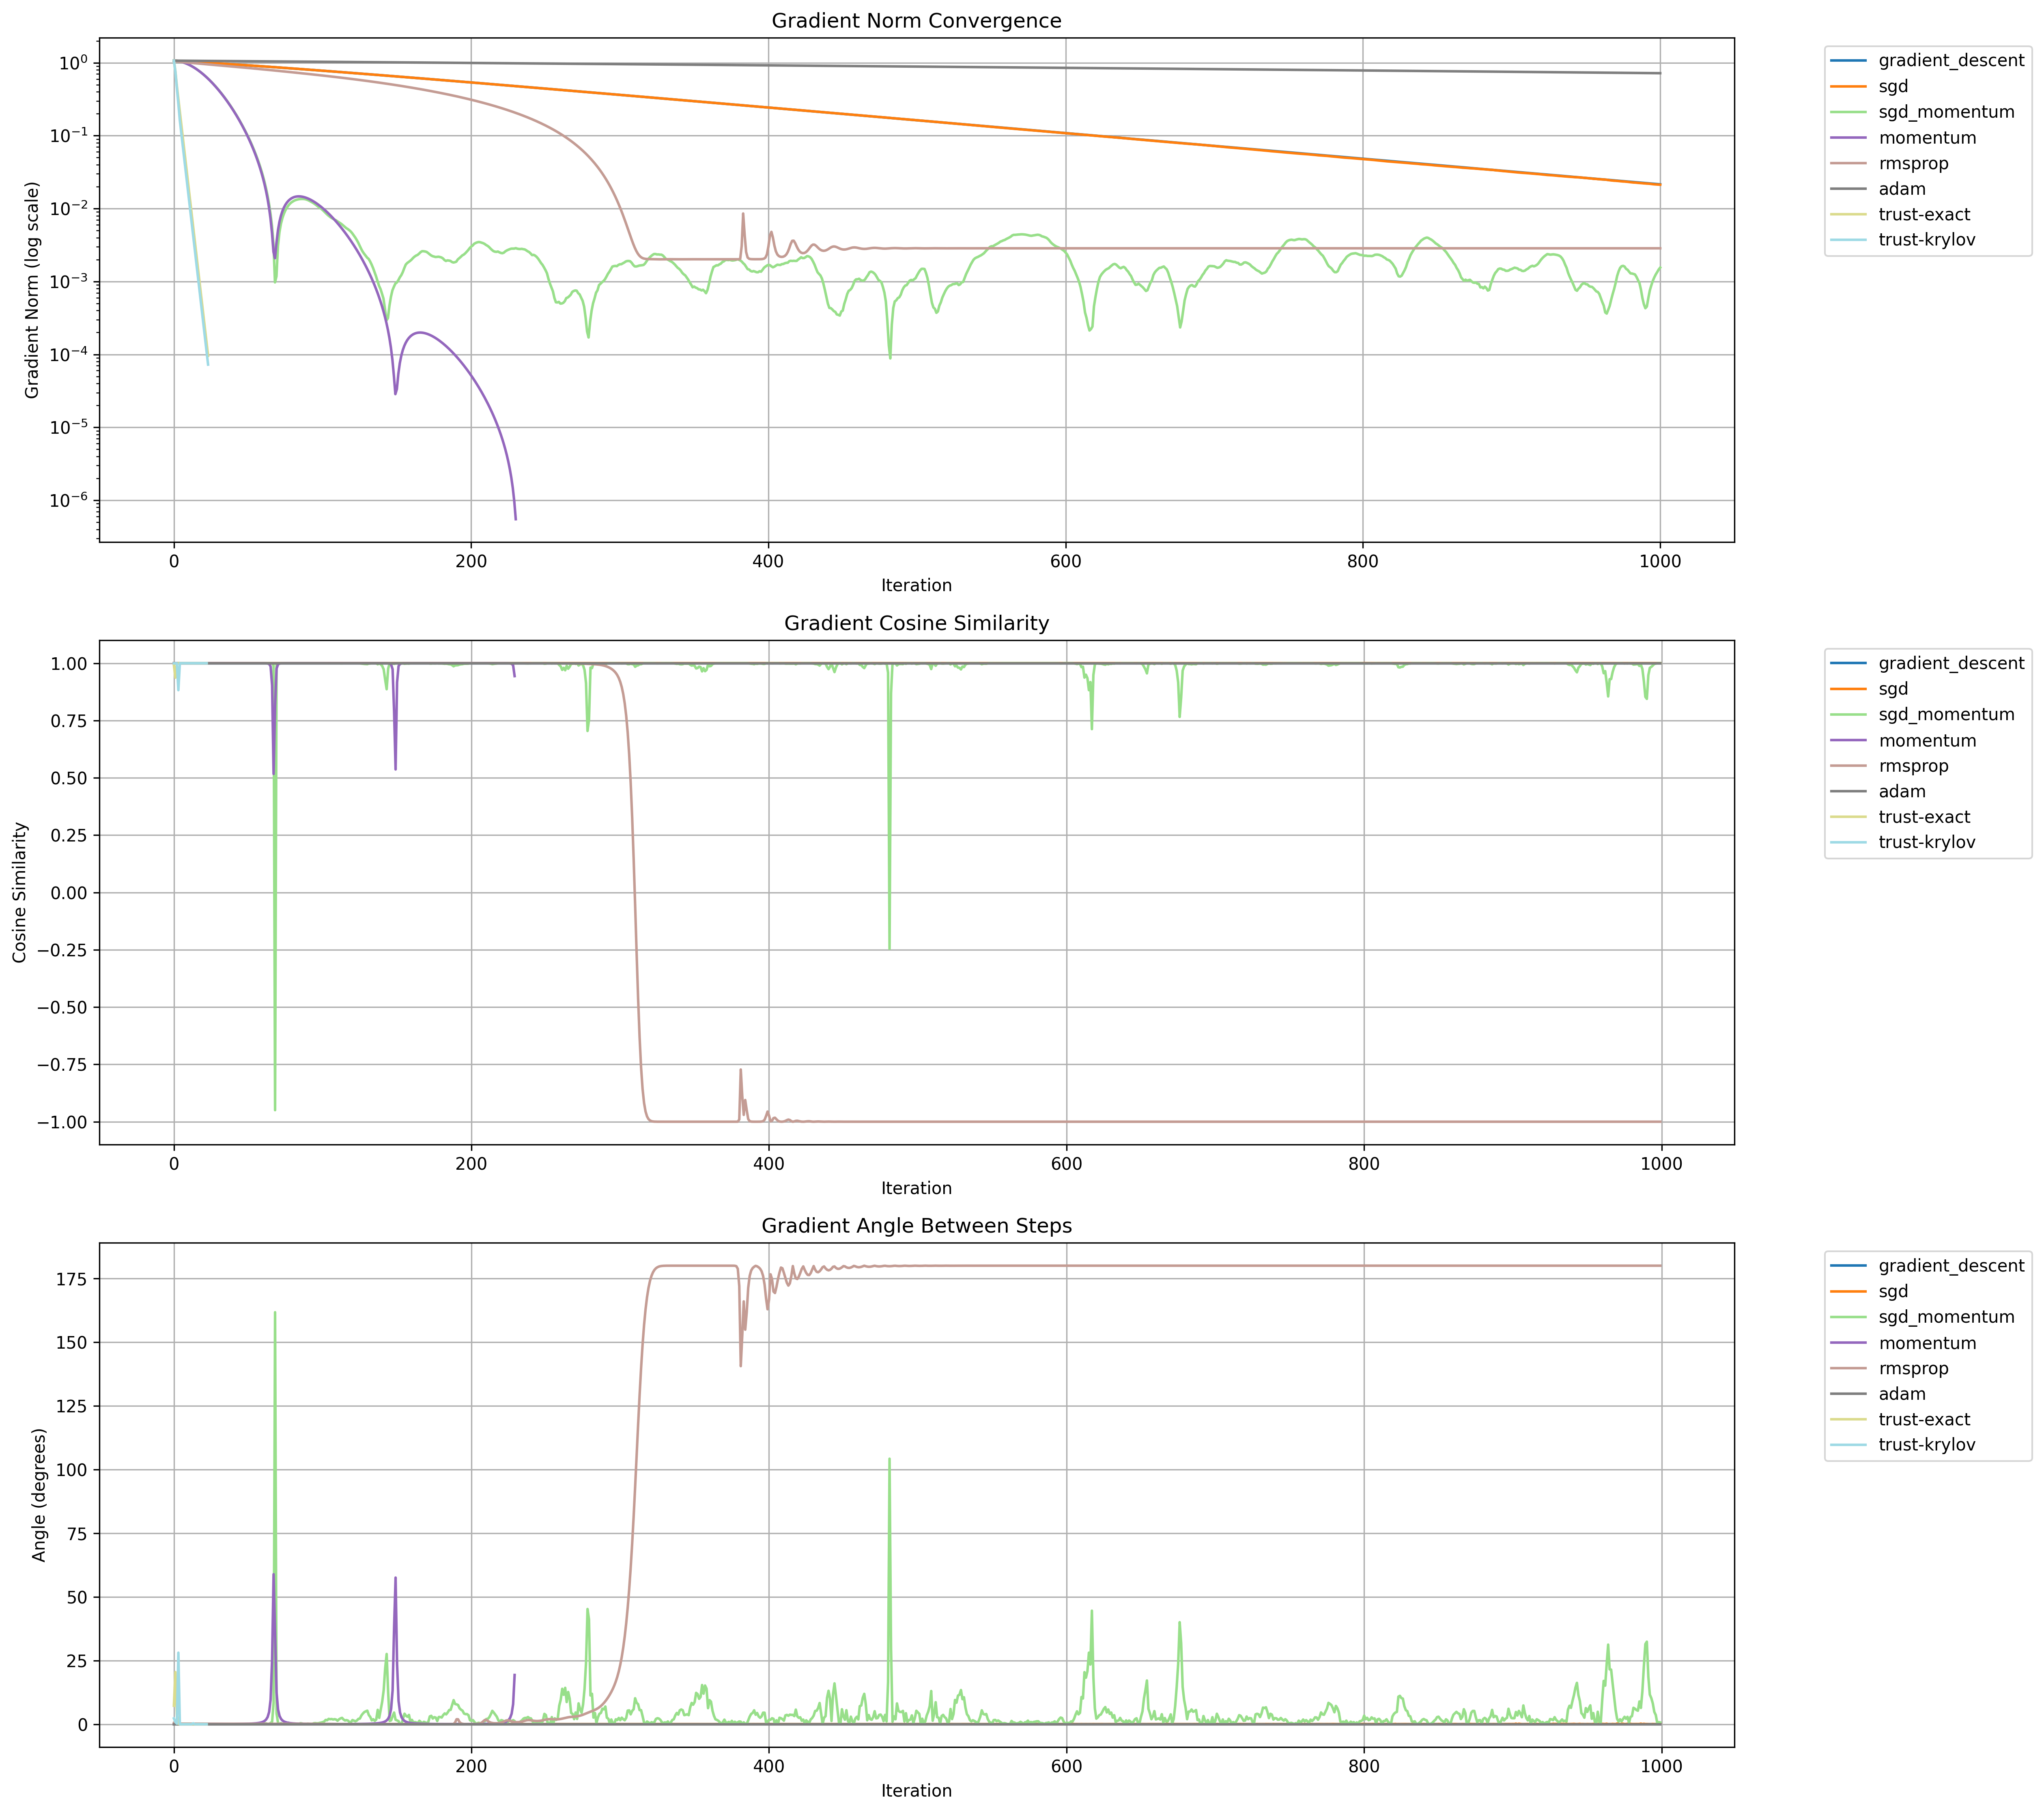 Gradient Norm Convergence
Gradient Norm (log scale)
10⁰
10⁻¹
10⁻²
10⁻³
10⁻⁴
10⁻⁵
10⁻⁶
0 200 400 600 800 1000
Iteration
gradient_descent
sgd
sgd_momentum
momentum
rmsprop
adam
trust-exact
trust-krylov
Gradient Cosine Similarity
Cosine Similarity
1.00
0.75
0.50
0.25
0.00
−0.25
−0.50
−0.75
−1.00
0 200 400 600 800 1000
Iteration
gradient_descent
sgd
sgd_momentum
momentum
rmsprop
adam
trust-exact
trust-krylov
Gradient Angle Between Steps
Angle (degrees)
175
150
125
100
75
50
25
0
0 200 400 600 800 1000
Iteration
gradient_descent
sgd
sgd_momentum
momentum
rmsprop
adam
trust-exact
trust-krylov